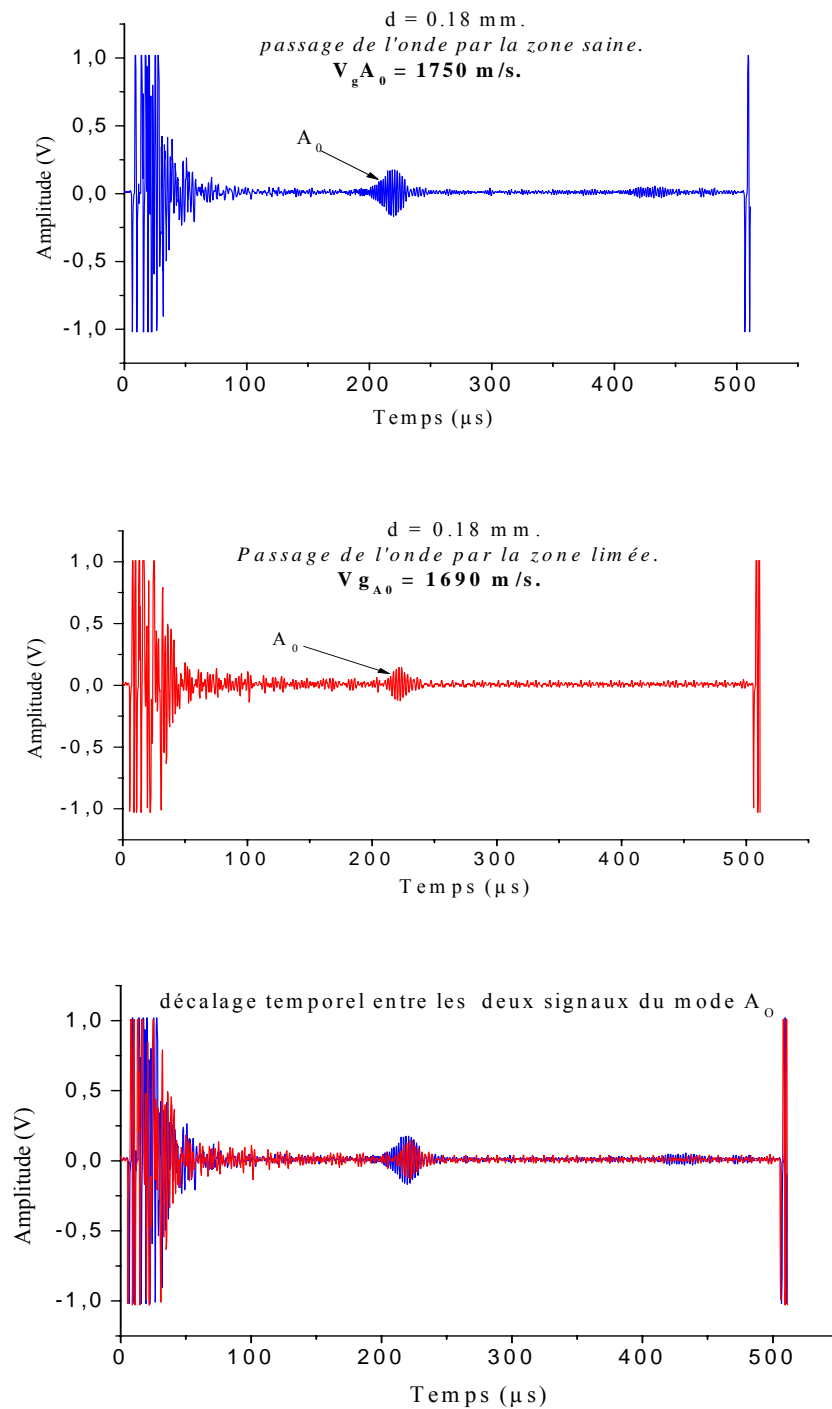 d = 0.18 mm.
passage de l'onde par la zone saine.
VgA0 = 1750 m/s.
A0
1,0
0,5
0,0
-0,5
-1,0
Amplitude (V)
0 100 200 300 400 500
Temps (µs)
d = 0.18 mm.
Passage de l'onde par la zone limée.
VgA0 = 1690 m/s.
A0
1,0
0,5
0,0
-0,5
-1,0
Amplitude (V)
0 100 200 300 400 500
Temps (µs)
décalage temporel entre les deux signaux du mode AO
1,0
0,5
0,0
-0,5
-1,0
Amplitude (V)
0 100 200 300 400 500
Temps (µs)